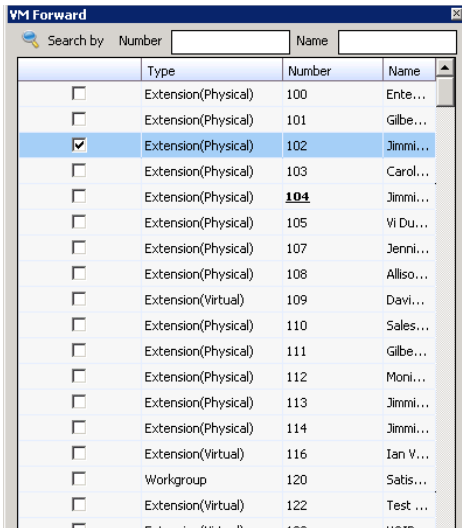 VM Forward
Search by Number Name
Type Number Name
Extension(Physical) 100 Ente...
Extension(Physical) 101 Gilbe...
Extension(Physical) 102 Jimmi...
Extension(Physical) 103 Carol...
Extension(Physical) 104 Jimmi...
Extension(Physical) 105 Vi Du...
Extension(Physical) 107 Jenni...
Extension(Physical) 108 Alliso...
Extension(Virtual) 109 Davi...
Extension(Physical) 110 Sales...
Extension(Physical) 111 Gilbe...
Extension(Physical) 112 Moni...
Extension(Physical) 113 Jimmi...
Extension(Physical) 114 Jimmi...
Extension(Virtual) 116 Ian V...
Workgroup 120 Satis...
Extension(Virtual) 122 Test ...